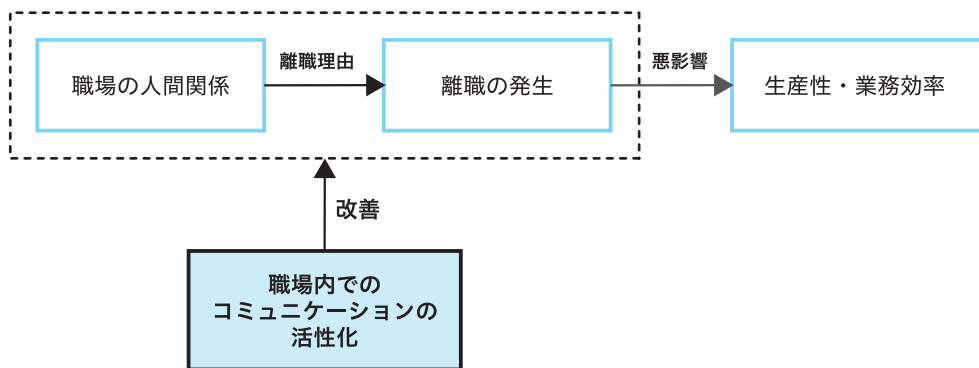 職場の人間関係
離職理由
離職の発生
悪影響
生産性・業務効率
改善
職場内での
コミュニケーションの
活性化